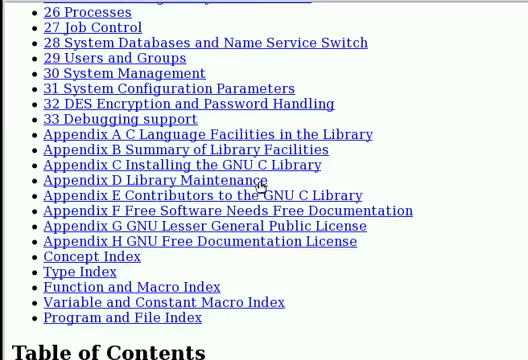 26 Processes
27 Job Control
28 System Databases and Name Service Switch
29 Users and Groups
30 System Management
31 System Configuration Parameters
32 DES Encryption and Password Handling
33 Debugging support
Appendix A C Language Facilities in the Library
Appendix B Summary of Library Facilities
Appendix C Installing the GNU C Library
Appendix D Library Maintenance
Appendix E Contributors to the GNU C Library
Appendix F Free Software Needs Free Documentation
Appendix G GNU Lesser General Public License
Appendix H GNU Free Documentation License
Concept Index
Type Index
Function and Macro Index
Variable and Constant Macro Index
Program and File Index
Table of Contents